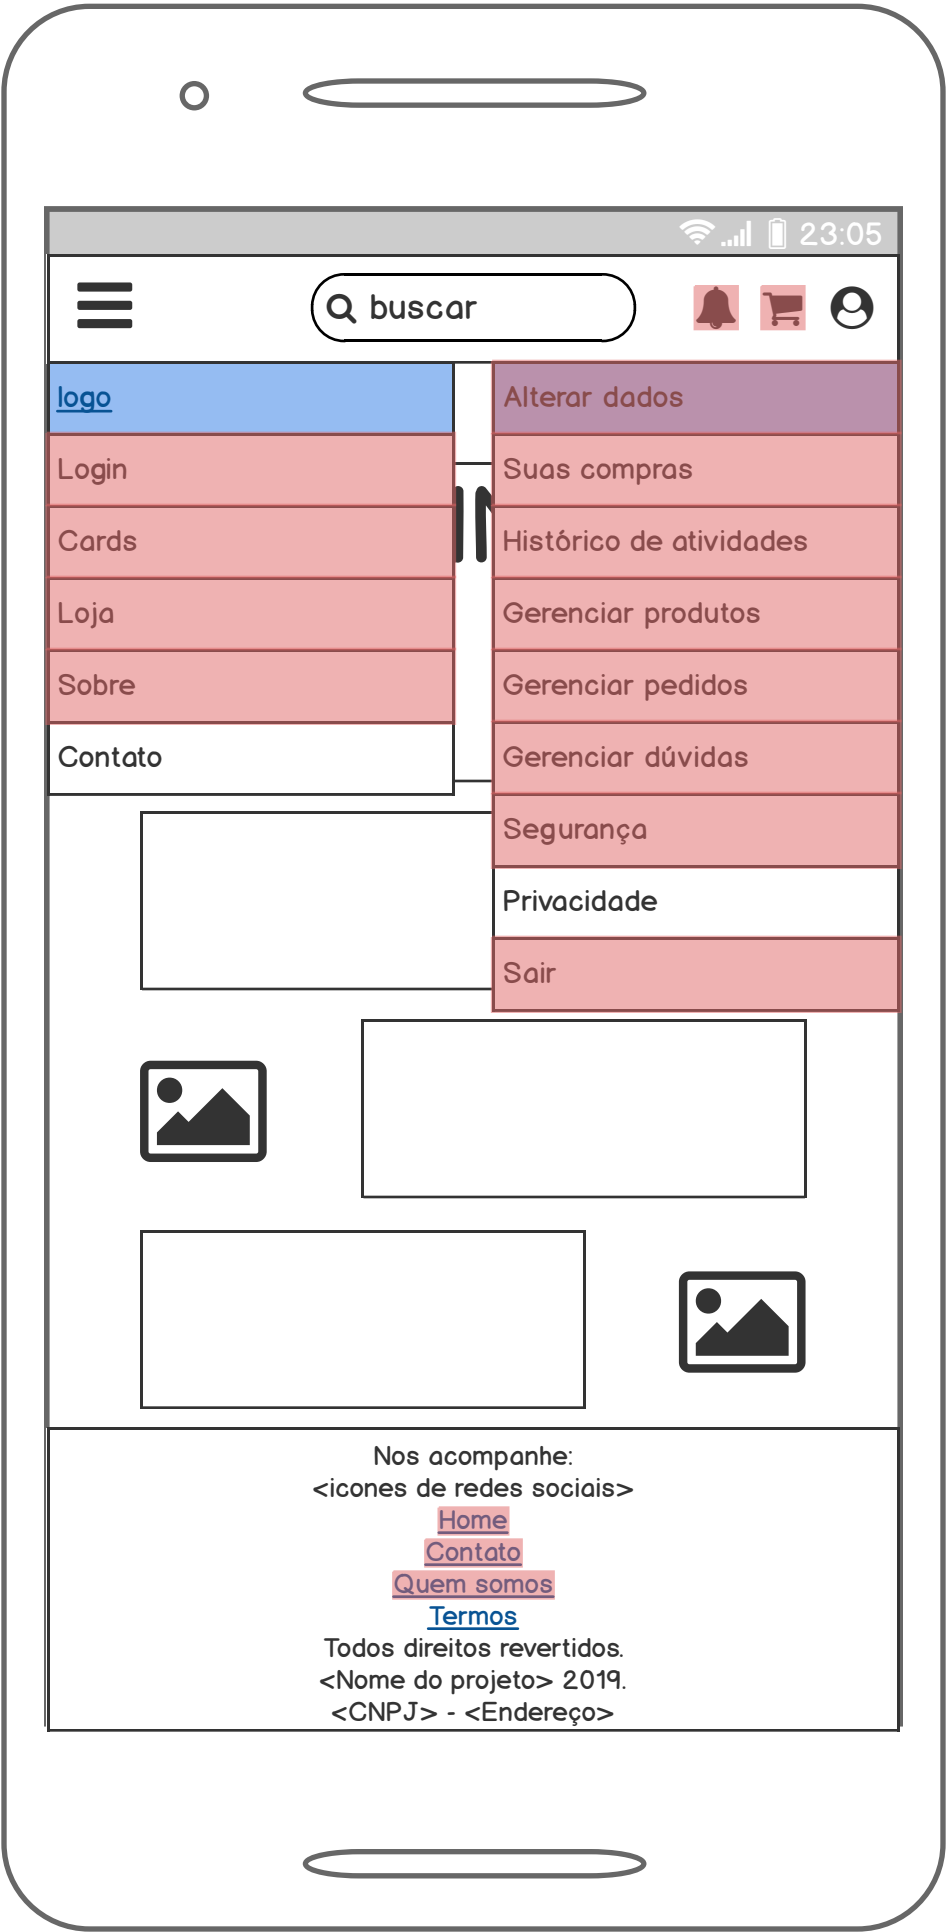 23:05
buscar
logo
Login
Cards
Loja
Sobre
Contato
Alterar dados
Suas compras
Histórico de atividades
Gerenciar produtos
Gerenciar pedidos
Gerenciar dúvidas
Segurança
Privacidade
Sair
Nos acompanhe:
<icones de redes sociais>
Home
Contato
Quem somos
Termos
Todos direitos revertidos.
<Nome do projeto> 2019.
<CNPJ> - <Endereço>